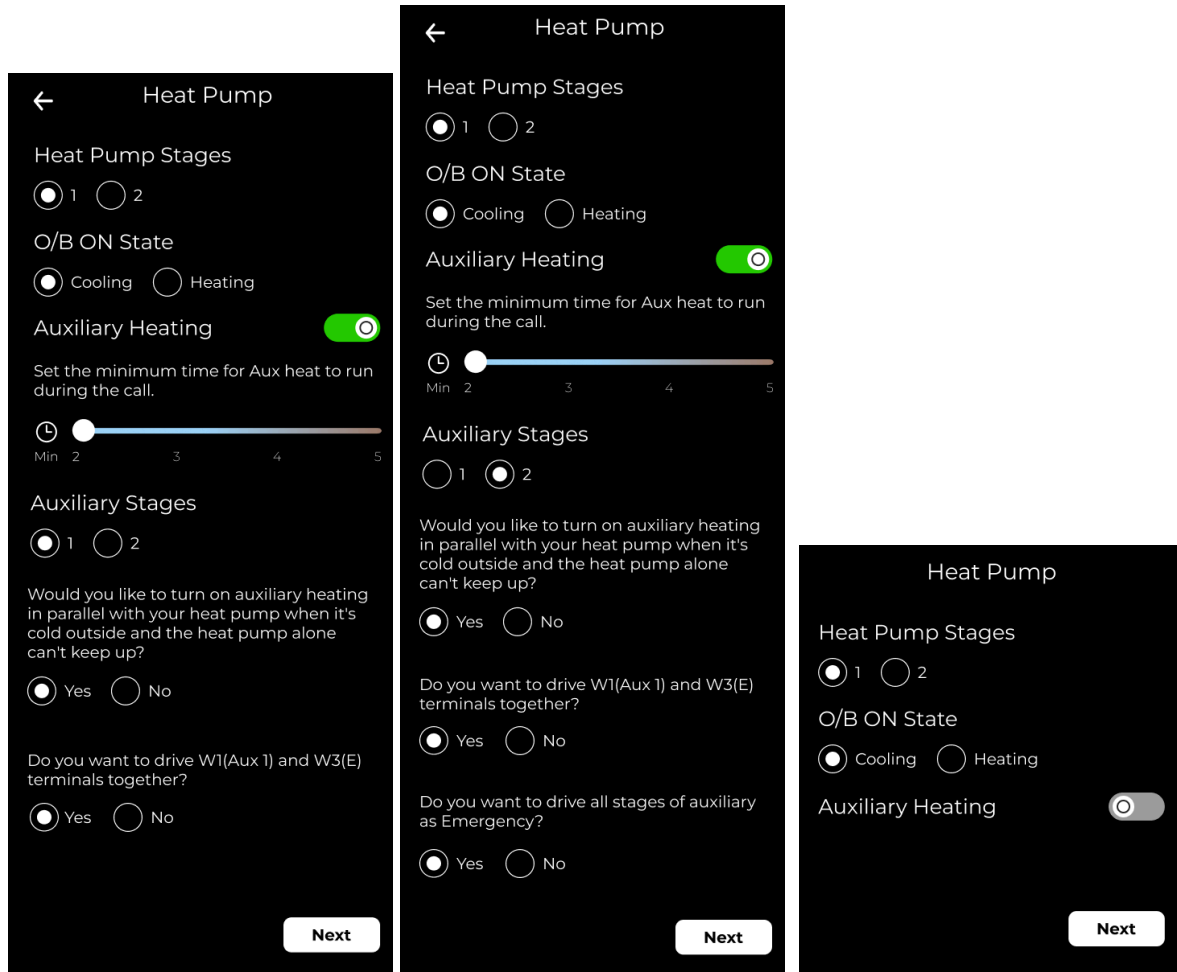 Heat Pump
Heat Pump Stages
1 2
O/B ON State
Cooling Heating
Auxiliary Heating
Set the minimum time for Aux heat to run
during the call.
Min 2 3 4 5
Auxiliary Stages
1 2
Would you like to turn on auxiliary heating
in parallel with your heat pump when it's
cold outside and the heat pump alone
can't keep up?
Yes No
Do you want to drive W1(Aux 1) and W3(E)
terminals together?
Yes No
Next
Heat Pump
Heat Pump Stages
1 2
O/B ON State
Cooling Heating
Auxiliary Heating
Set the minimum time for Aux heat to run
during the call.
Min 2 3 4 5
Auxiliary Stages
1 2
Would you like to turn on auxiliary heating
in parallel with your heat pump when it's
cold outside and the heat pump alone
can't keep up?
Yes No
Do you want to drive W1(Aux 1) and W3(E)
terminals together?
Yes No
Do you want to drive all stages of auxiliary
as Emergency?
Yes No
Next
Heat Pump
Heat Pump Stages
1 2
O/B ON State
Cooling Heating
Auxiliary Heating
Next